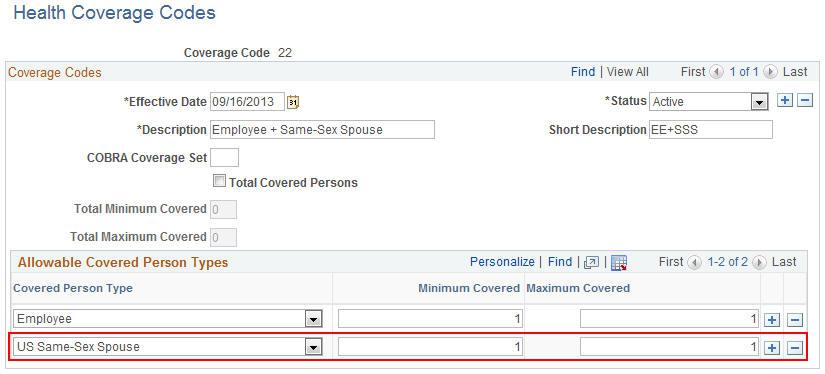 Health Coverage Codes
Coverage Code 22
Coverage Codes Find | View All First 1 of 1 Last
*Effective Date 09/16/2013 31 *Status Active
*Description Employee + Same-Sex Spouse Short Description EE+SSS
COBRA Coverage Set
Total Covered Persons
Total Minimum Covered 0
Total Maximum Covered 0
Allowable Covered Person Types Personalize | Find | First 1-2 of 2 Last
Covered Person Type Minimum Covered Maximum Covered
Employee 1 1
US Same-Sex Spouse 1 1